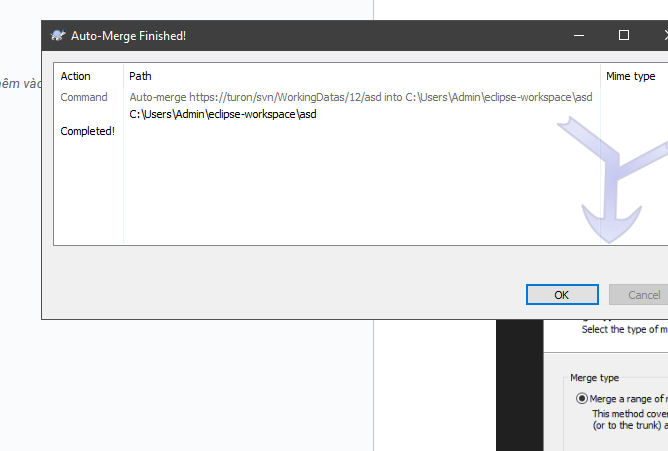 Auto-Merge Finished!
Action Path Mime type
Command Auto-merge https://turon/svn/WorkingDatas/12/asd into C:\Users\Admin\eclipse-workspace\asd
C:\Users\Admin\eclipse-workspace\asd
Completed!
OK Cancel
Select the type of m
Merge type
Merge a range of r
This method cove
(or to the trunk) a